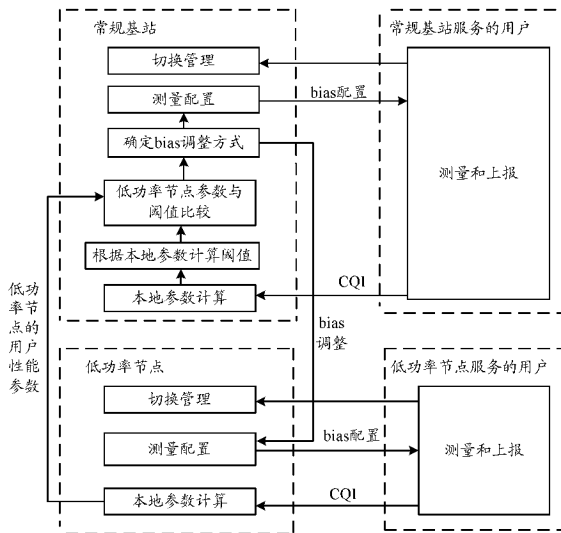 常规基站
常规基站服务的用户
切换管理
测量配置
bias配置
确定bias调整方式
测量和上报
低功率节点参数与
阈值比较
根据本地参数计算阈值
CQI
本地参数计算
低功
率节
点的
用户
性能
参数
bias
调整
低功率节点
低功率节点服务的用户
切换管理
bias配置
测量配置
测量和上报
CQI
本地参数计算